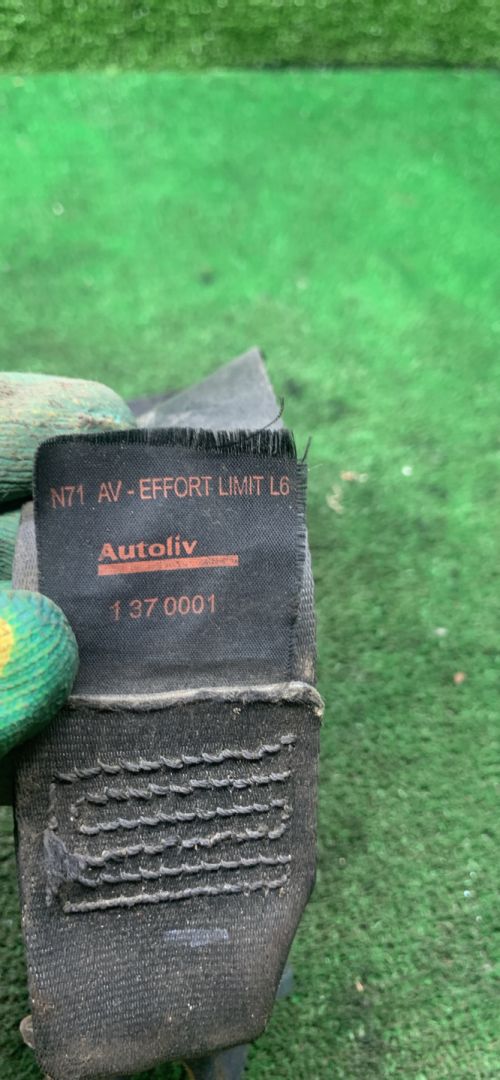 N71 AV - EFFORT LIMIT L6
Autoliv
1 37 0001